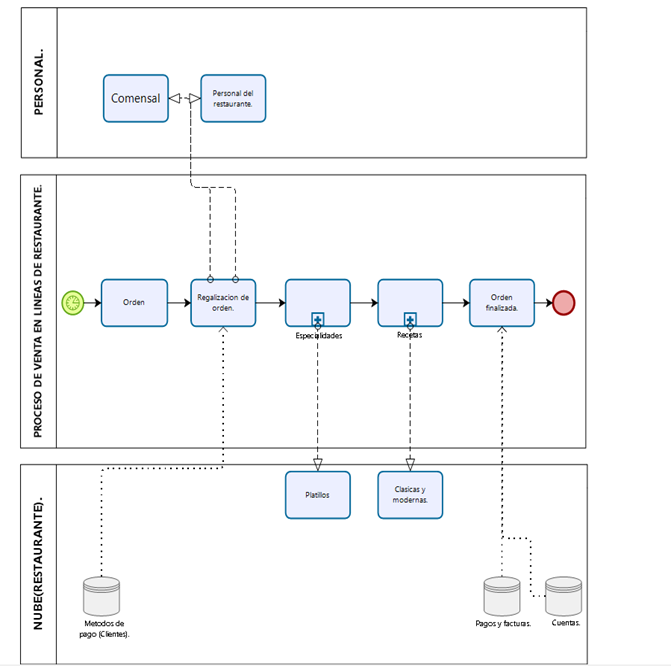 PERSONAL.
Comensal
Personal del
restaurante.
PROCESO DE VENTA EN LINEAS DE RESTAURANTE.
Orden
Regalizacion de
orden.
Especialidades
Recetas
Orden
finalizada.
NUBE(RESTAURANTE).
Platillos
Clasicas y
modernas.
Metodos de
pago (Clientes).
Pagos y facturas.
Cuentas.